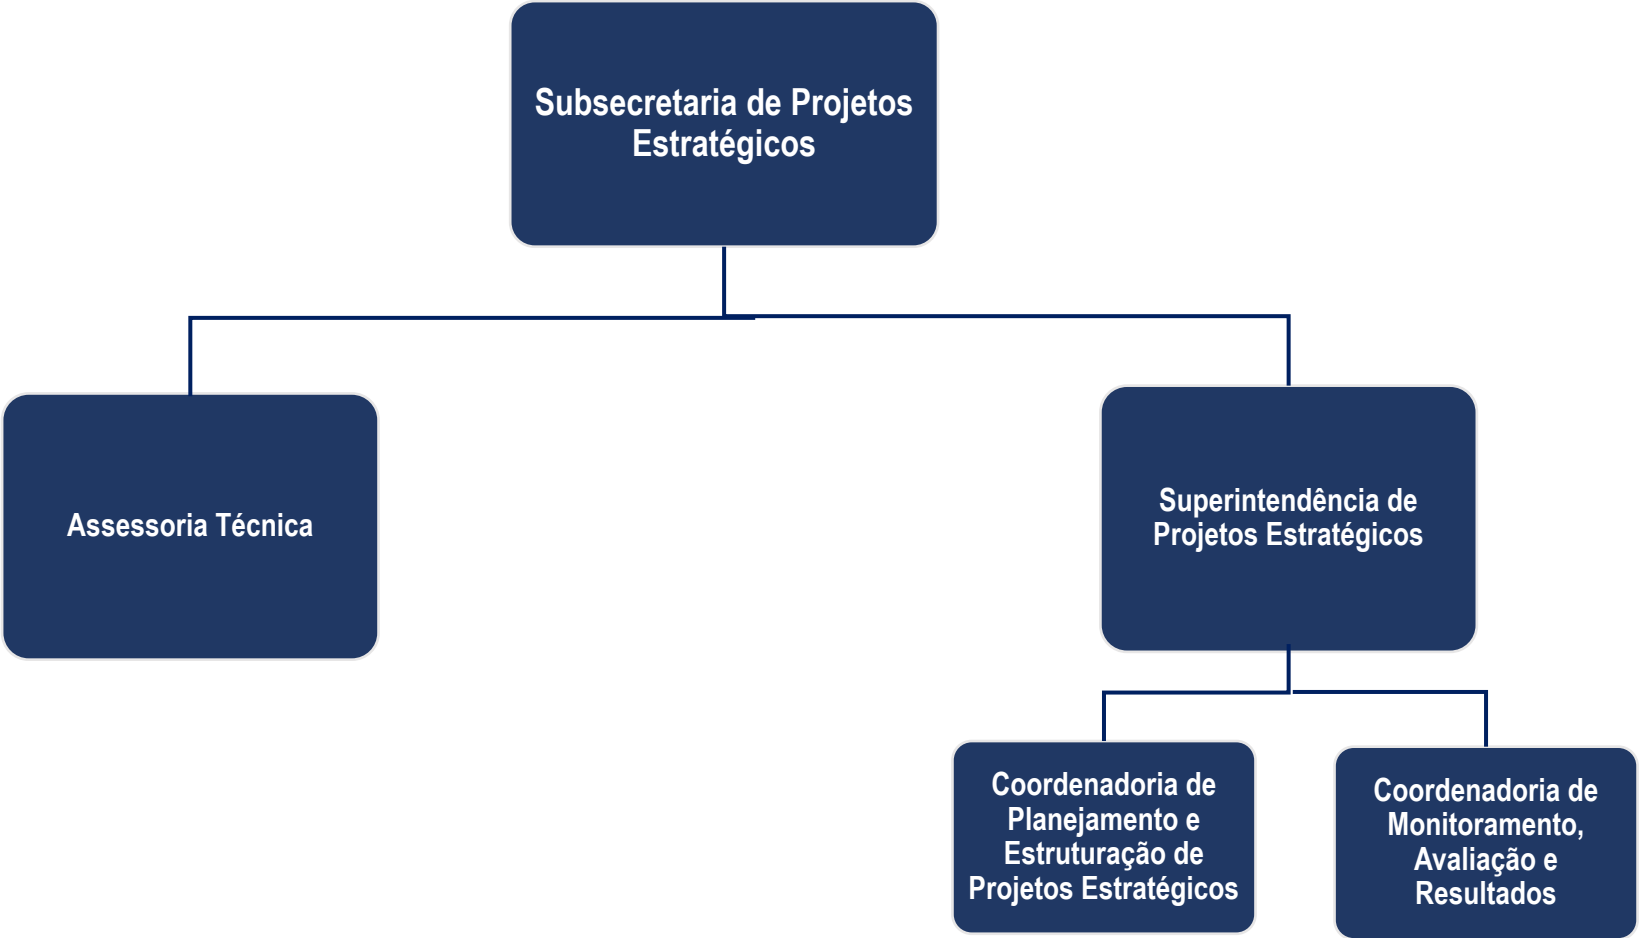 Subsecretaria de Projetos
Estratégicos
Assessoria Técnica
Superintendência de
Projetos Estratégicos
Coordenadoria de
Planejamento e
Estruturação de
Projetos Estratégicos
Coordenadoria de
Monitoramento,
Avaliação e
Resultados